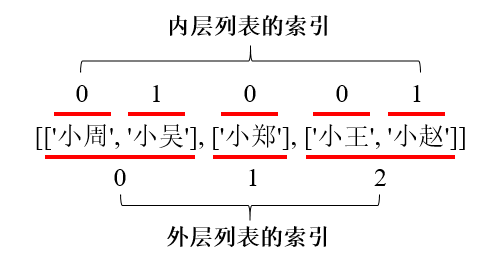 内层列表的索引
0 1 0 0 1
[['小周', '小吴'], ['小郑'], ['小王', '小赵']]
0 1 2
外层列表的索引